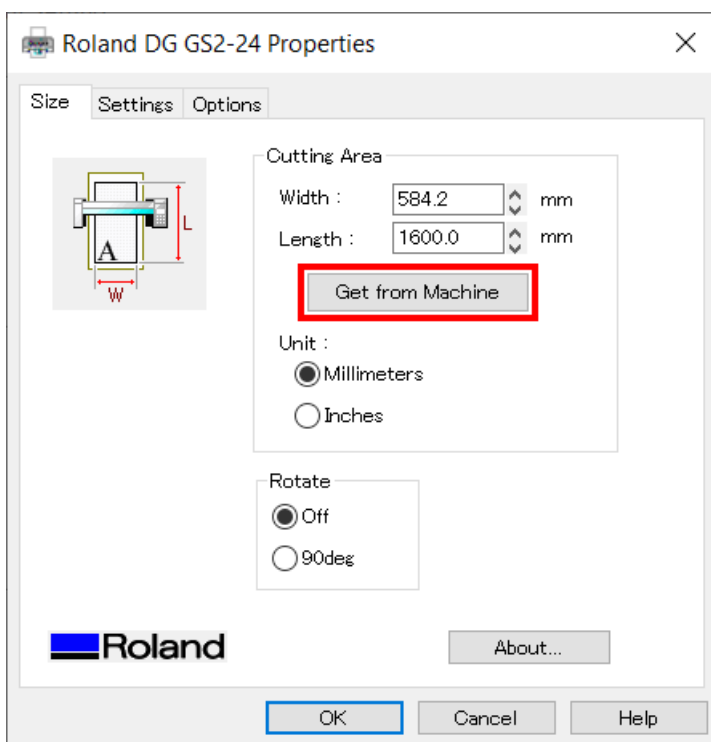 Roland DG GS2-24 Properties
Size Settings Options
Cutting Area
Width : 584.2 mm
Length : 1600.0 mm
Get from Machine
Unit :
Millimeters
Inches
L
A
W
Rotate
Off
90deg
Roland
About...
OK Cancel Help